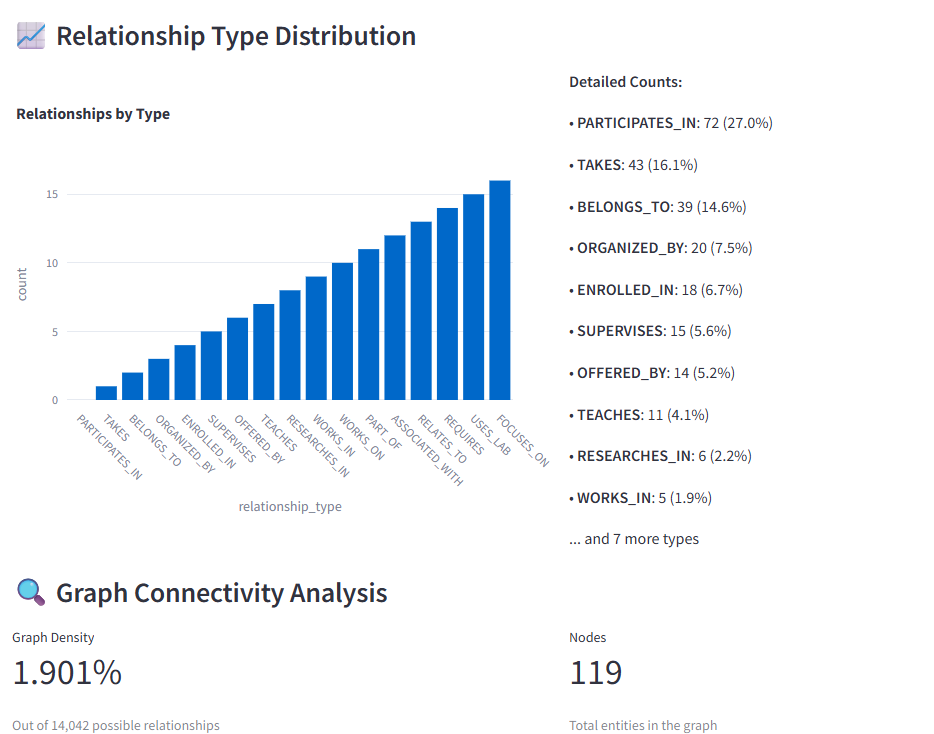 Relationship Type Distribution
Relationships by Type
15
10
5
0
count
PARTICIPATES_IN
TAKES
BELONGS_TO
ORGANIZED_BY
ENROLLED_IN
SUPERVISES
OFFERED_BY
TEACHES
RESEARCHES_IN
WORKS_IN
WORKS_ON
PART_OF
ASSOCIATED_WITH
RELATES_TO
REQUIRES
USES_LAB
FOCUSES_ON
relationship_type
Detailed Counts:
• PARTICIPATES_IN: 72 (27.0%)
• TAKES: 43 (16.1%)
• BELONGS_TO: 39 (14.6%)
• ORGANIZED_BY: 20 (7.5%)
• ENROLLED_IN: 18 (6.7%)
• SUPERVISES: 15 (5.6%)
• OFFERED_BY: 14 (5.2%)
• TEACHES: 11 (4.1%)
• RESEARCHES_IN: 6 (2.2%)
• WORKS_IN: 5 (1.9%)
... and 7 more types
Graph Connectivity Analysis
Graph Density
1.901%
Out of 14,042 possible relationships
Nodes
119
Total entities in the graph